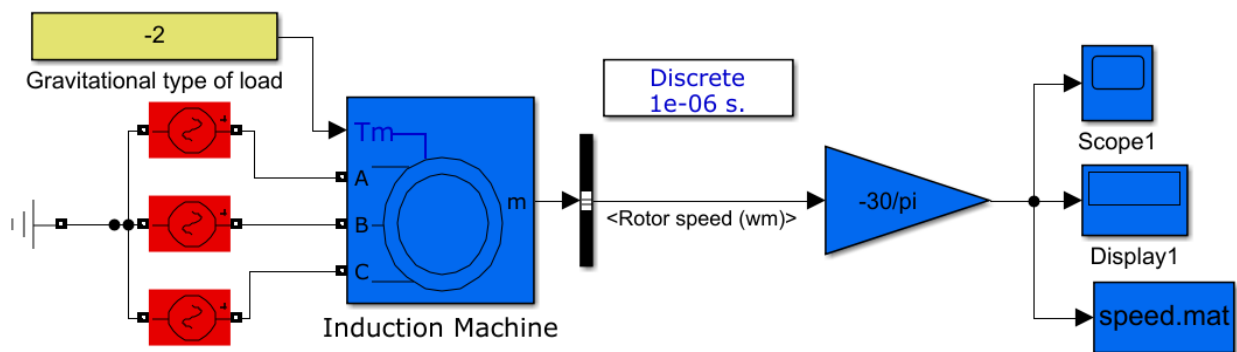 -2
Gravitational type of load
Discrete
1e-06 s.
Tm
A
B
C
m
Induction Machine
<Rotor speed (wm)>
-30/pi
Scope1
Display1
speed.mat